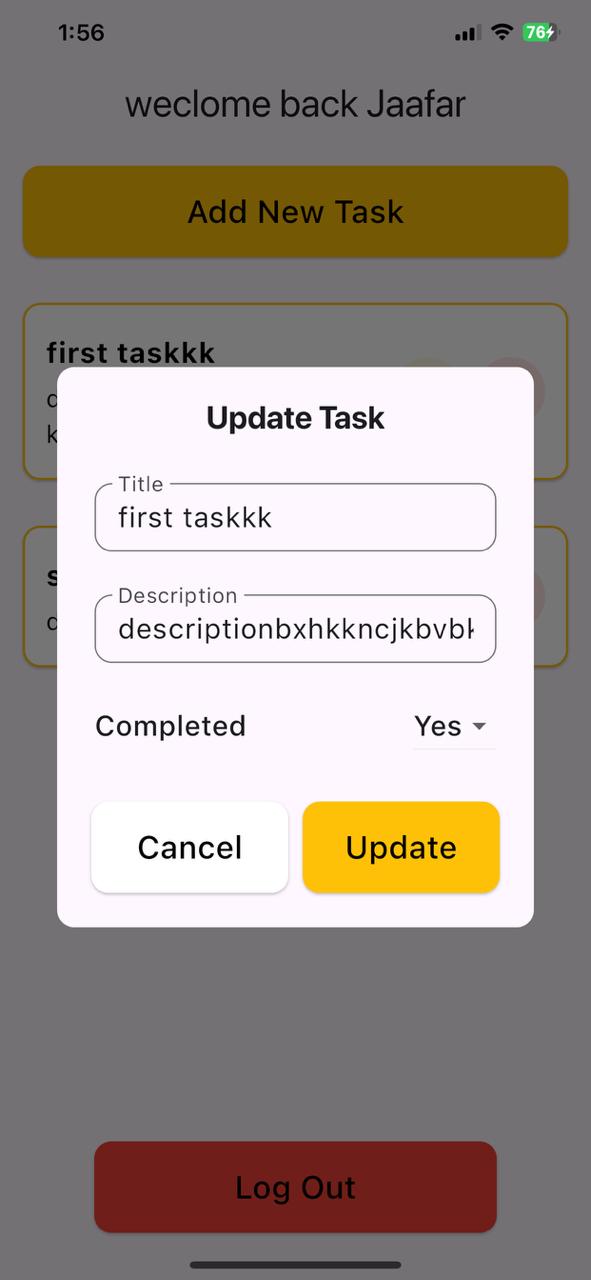 1:56
76
weclome back Jaafar
Add New Task
first taskkk
Update Task
Title
first taskkk
Description
descriptionbxhkkncjkbvbk
Completed
Yes
Cancel
Update
Log Out